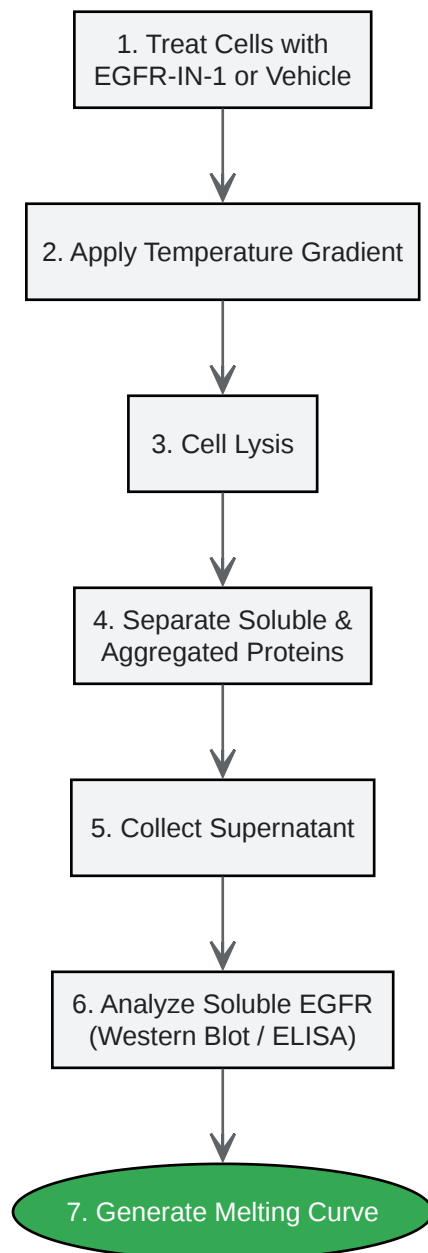 1. Treat Cells with
EGFR-IN-1 or Vehicle
2. Apply Temperature Gradient
3. Cell Lysis
4. Separate Soluble &
Aggregated Proteins
5. Collect Supernatant
6. Analyze Soluble EGFR
(Western Blot / ELISA)
7. Generate Melting Curve